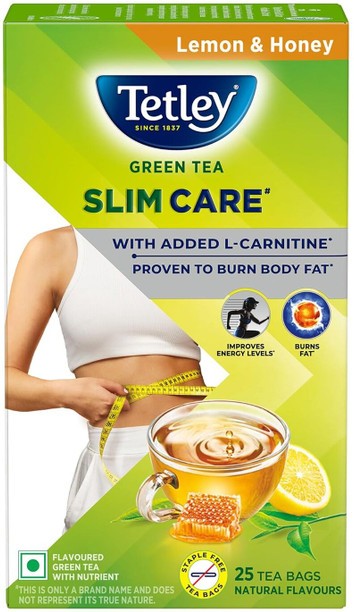 Lemon & Honey
Tetley®
SINCE 1837
GREEN TEA
SLIM CARE#
WITH ADDED L-CARNITINE*
PROVEN TO BURN BODY FAT*
IMPROVES
ENERGY LEVELS*
BURNS
FAT*
STAPLE FREE
TEA BAGS
FLAVOURED
GREEN TEA
WITH NUTRIENT
25 TEA BAGS
NATURAL FLAVOURS
#THIS IS ONLY A BRAND NAME AND DOES
NOT REPRESENT ITS TRUE NATURE.